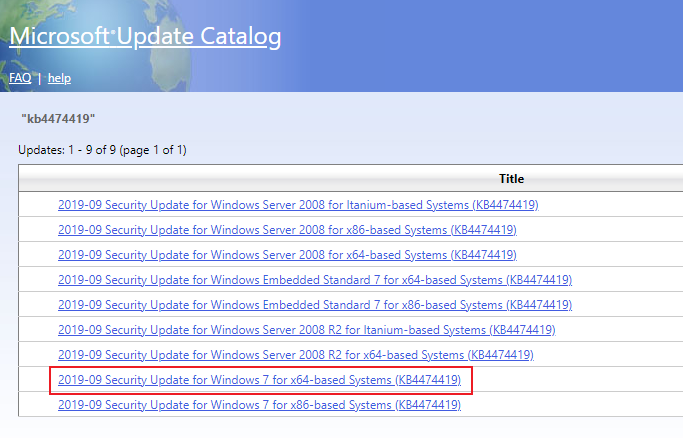 Microsoft® Update Catalog
FAQ | help
"kb4474419"
Updates: 1 - 9 of 9 (page 1 of 1)
Title
2019-09 Security Update for Windows Server 2008 for Itanium-based Systems (KB4474419)
2019-09 Security Update for Windows Server 2008 for x86-based Systems (KB4474419)
2019-09 Security Update for Windows Server 2008 for x64-based Systems (KB4474419)
2019-09 Security Update for Windows Embedded Standard 7 for x64-based Systems (KB4474419)
2019-09 Security Update for Windows Embedded Standard 7 for x86-based Systems (KB4474419)
2019-09 Security Update for Windows Server 2008 R2 for Itanium-based Systems (KB4474419)
2019-09 Security Update for Windows Server 2008 R2 for x64-based Systems (KB4474419)
2019-09 Security Update for Windows 7 for x64-based Systems (KB4474419)
2019-09 Security Update for Windows 7 for x86-based Systems (KB4474419)